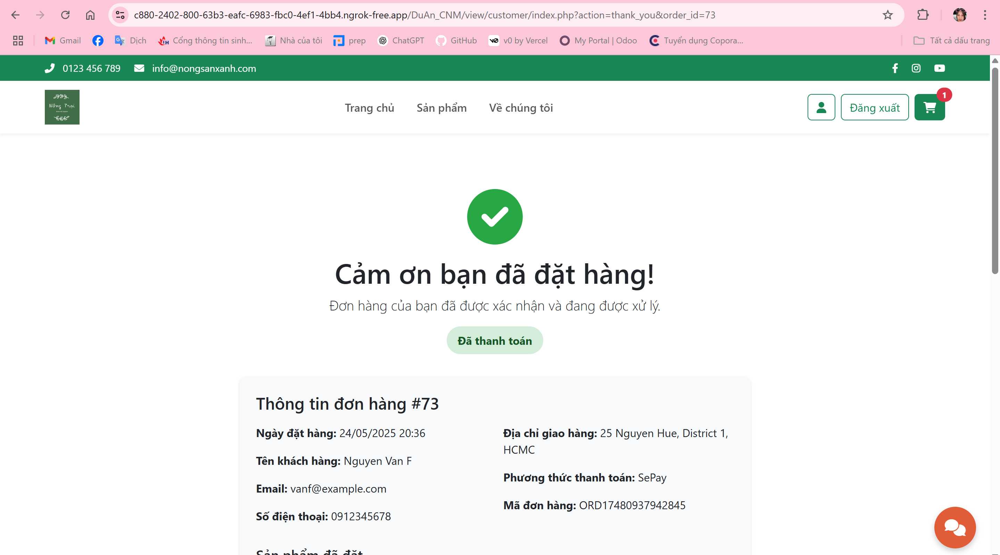 c880-2402-800-63b3-eafc-6983-fbc0-4ef1-4bb4.ngrok-free.app/DuAn_CNM/view/customer/index.php?action=thank_you&order_id=73
Gmail Dịch Cổng thông tin sinh... Nhà của tôi prep ChatGPT GitHub v0 by Vercel My Portal | Odoo Tuyển dụng Copora... Tất cả dấu trang
0123 456 789 info@nongsanxanh.com
Nông Trại
Trang chủ Sản phẩm Về chúng tôi Đăng xuất 1
Cảm ơn bạn đã đặt hàng!
Đơn hàng của bạn đã được xác nhận và đang được xử lý.
Đã thanh toán
Thông tin đơn hàng #73
Ngày đặt hàng: 24/05/2025 20:36
Tên khách hàng: Nguyen Van F
Email: vanf@example.com
Số điện thoại: 0912345678
Địa chỉ giao hàng: 25 Nguyen Hue, District 1,
HCMC
Phương thức thanh toán: SePay
Mã đơn hàng: ORD17480937942845
Sản phẩm đã đặt